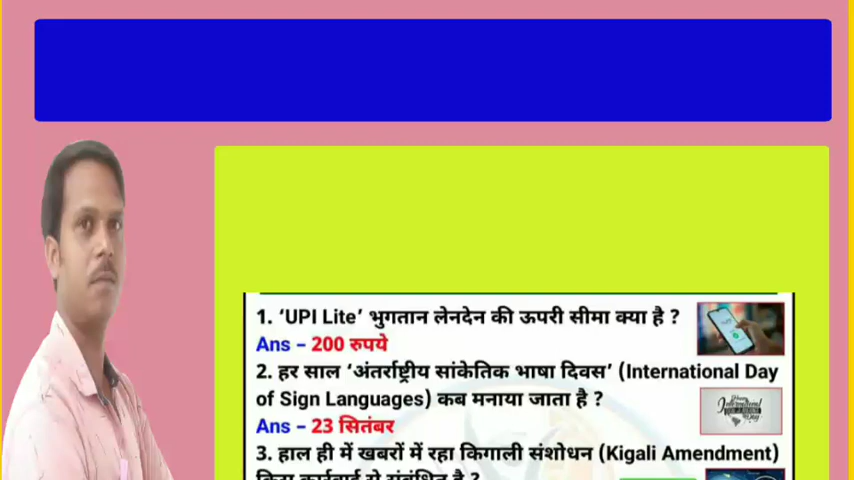 1. ‘UPI Lite’ भुगतान लेनदेन की ऊपरी सीमा क्या है ?
Ans – 200 रुपये
2. हर साल ‘अंतर्राष्ट्रीय सांकेतिक भाषा दिवस’ (International Day
of Sign Languages) कब मनाया जाता है ?
Ans – 23 सितंबर
3. हाल ही में खबरों में रहा किगाली संशोधन (Kigali Amendment)
किस कार्रवाई से संबंधित है ?